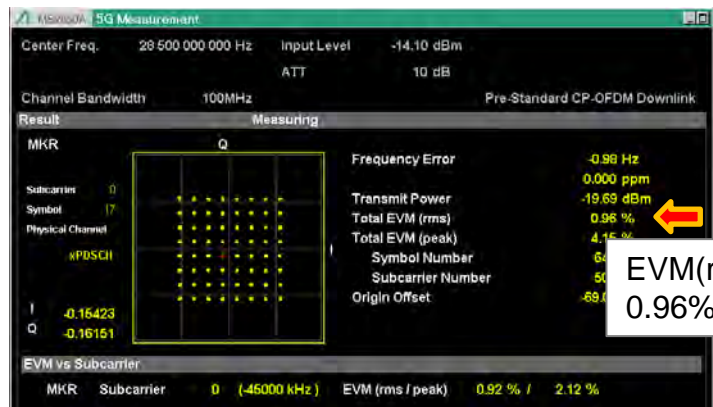 5G Measurement
Center Freq. 28 500 000 000 Hz Input Level -14.10 dBm
ATT 10 dB
Channel Bandwidth 100MHz Pre-Standard CP-OFDM Downlink
Result Measuring
MKR Q
Frequency Error -0.98 Hz
0.000 ppm
Subcarrier 0
Transmit Power -19.69 dBm
Symbol 17
Total EVM (rms) 0.96 %
Physical Channel
Total EVM (peak) 4.15 %
xPDSCH
Symbol Number
Subcarrier Number
Origin Offset
I -0.15423
Q -0.16151
I
EVM(
0.96%
EVM vs Subcarrier
MKR Subcarrier 0 (-45000 kHz) EVM (rms / peak) 0.92 % / 2.12 %